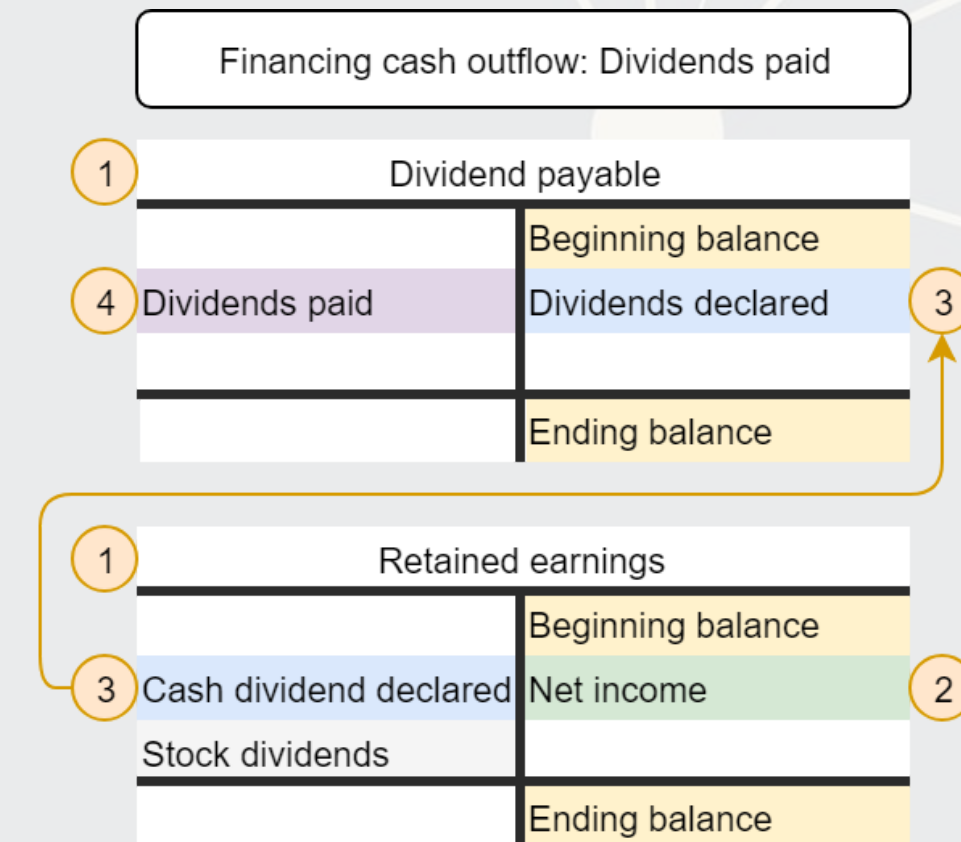 Financing cash outflow: Dividends paid
1
Dividend payable
Beginning balance
4
Dividends paid
Dividends declared
3
Ending balance
1
Retained earnings
Beginning balance
3
Cash dividend declared
Net income
2
Stock dividends
Ending balance